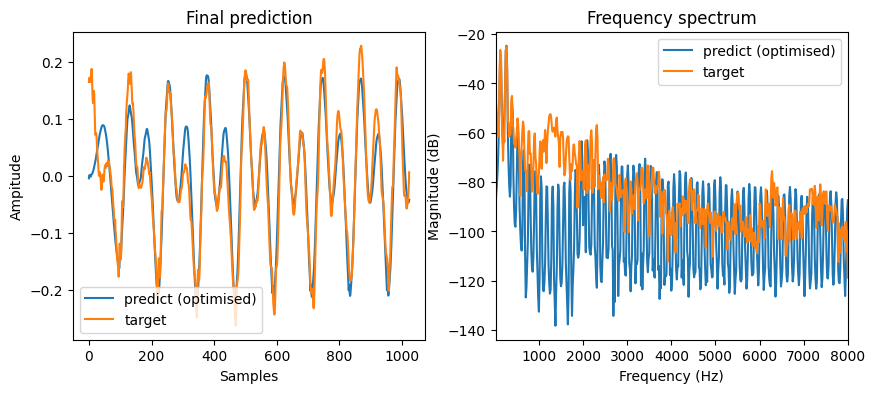 Final prediction
0.2
0.1
0.0
−0.1
−0.2
Ampitude
predict (optimised)
target
0
200
400
600
800
1000
Samples
Frequency spectrum
−20
−40
−60
−80
−100
−120
−140
Magnitude (dB)
predict (optimised)
target
1000
2000
3000
4000
5000
6000
7000
8000
Frequency (Hz)